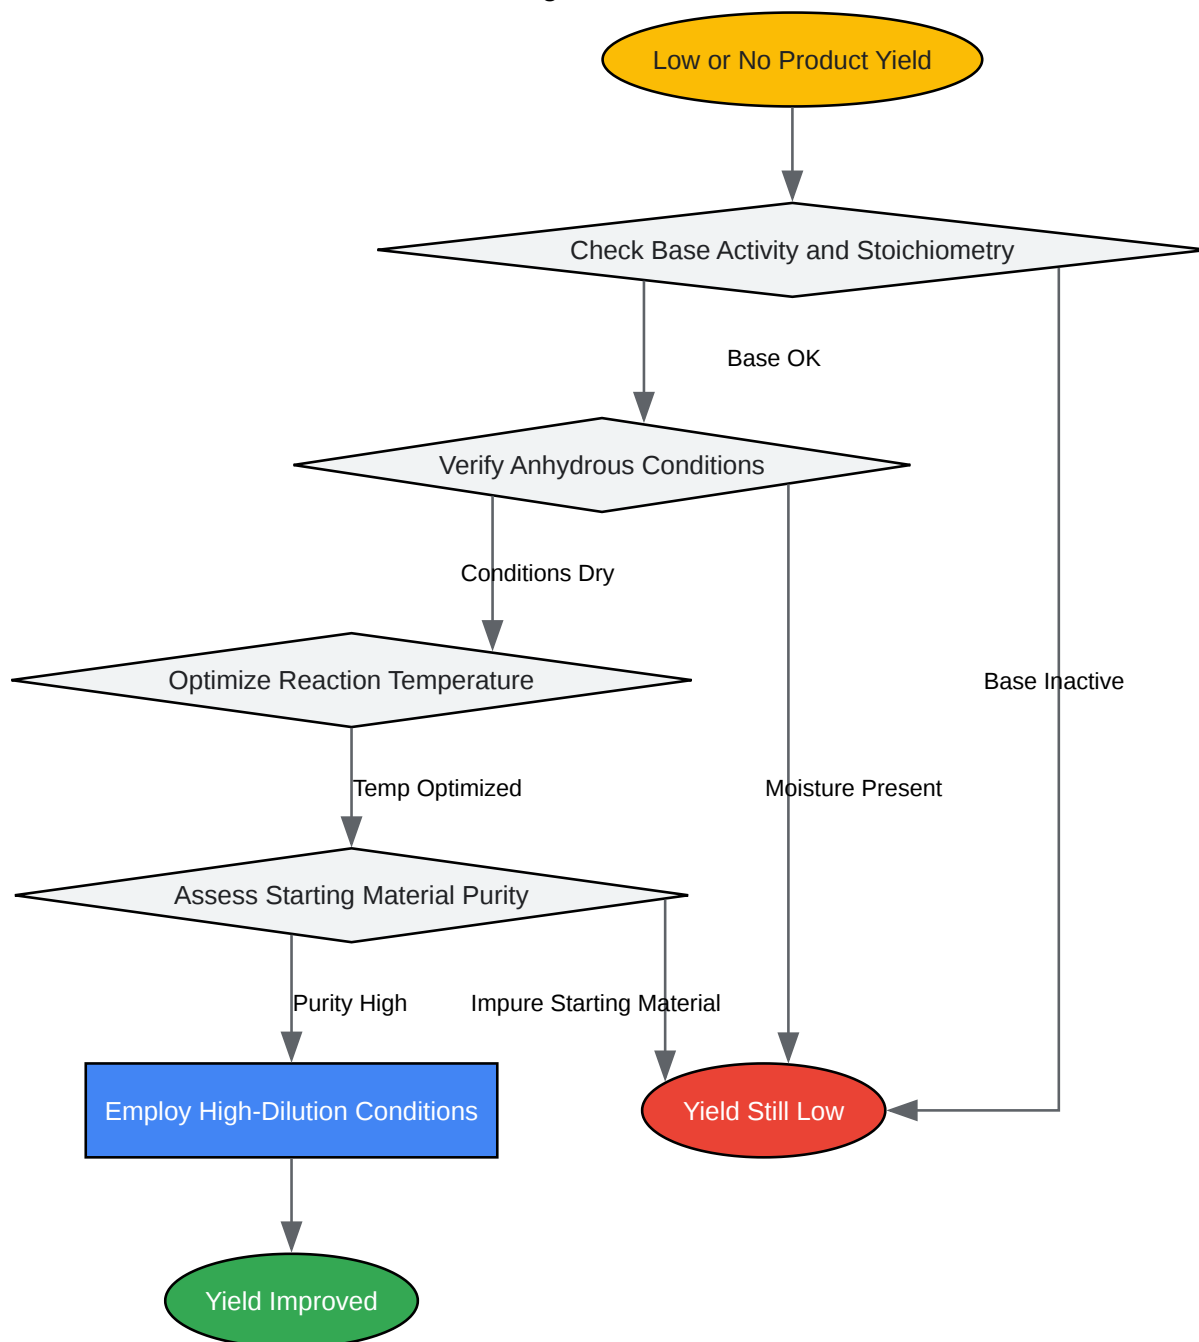 Low or No Product Yield
Check Base Activity and Stoichiometry
Base OK
Verify Anhydrous Conditions
Conditions Dry
Optimize Reaction Temperature
Base Inactive
Temp Optimized
Moisture Present
Assess Starting Material Purity
Purity High
Impure Starting Material
Employ High-Dilution Conditions
Yield Still Low
Yield Improved